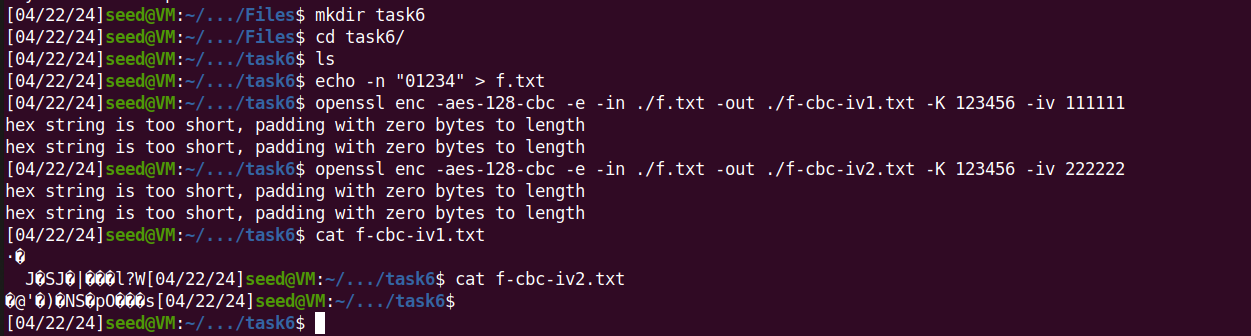 [04/22/24]seed@VM:~/.../Files$ mkdir task6
[04/22/24]seed@VM:~/.../Files$ cd task6/
[04/22/24]seed@VM:~/.../task6$ ls
[04/22/24]seed@VM:~/.../task6$ echo -n "01234" > f.txt
[04/22/24]seed@VM:~/.../task6$ openssl enc -aes-128-cbc -e -in ./f.txt -out ./f-cbc-iv1.txt -K 123456 -iv 111111
hex string is too short, padding with zero bytes to length
hex string is too short, padding with zero bytes to length
[04/22/24]seed@VM:~/.../task6$ openssl enc -aes-128-cbc -e -in ./f.txt -out ./f-cbc-iv2.txt -K 123456 -iv 222222
hex string is too short, padding with zero bytes to length
hex string is too short, padding with zero bytes to length
[04/22/24]seed@VM:~/.../task6$ cat f-cbc-iv1.txt
·�
  J�SJ�|���l?W[04/22/24]seed@VM:~/.../task6$ cat f-cbc-iv2.txt
�@'�)�NS�pO���s[04/22/24]seed@VM:~/.../task6$
[04/22/24]seed@VM:~/.../task6$